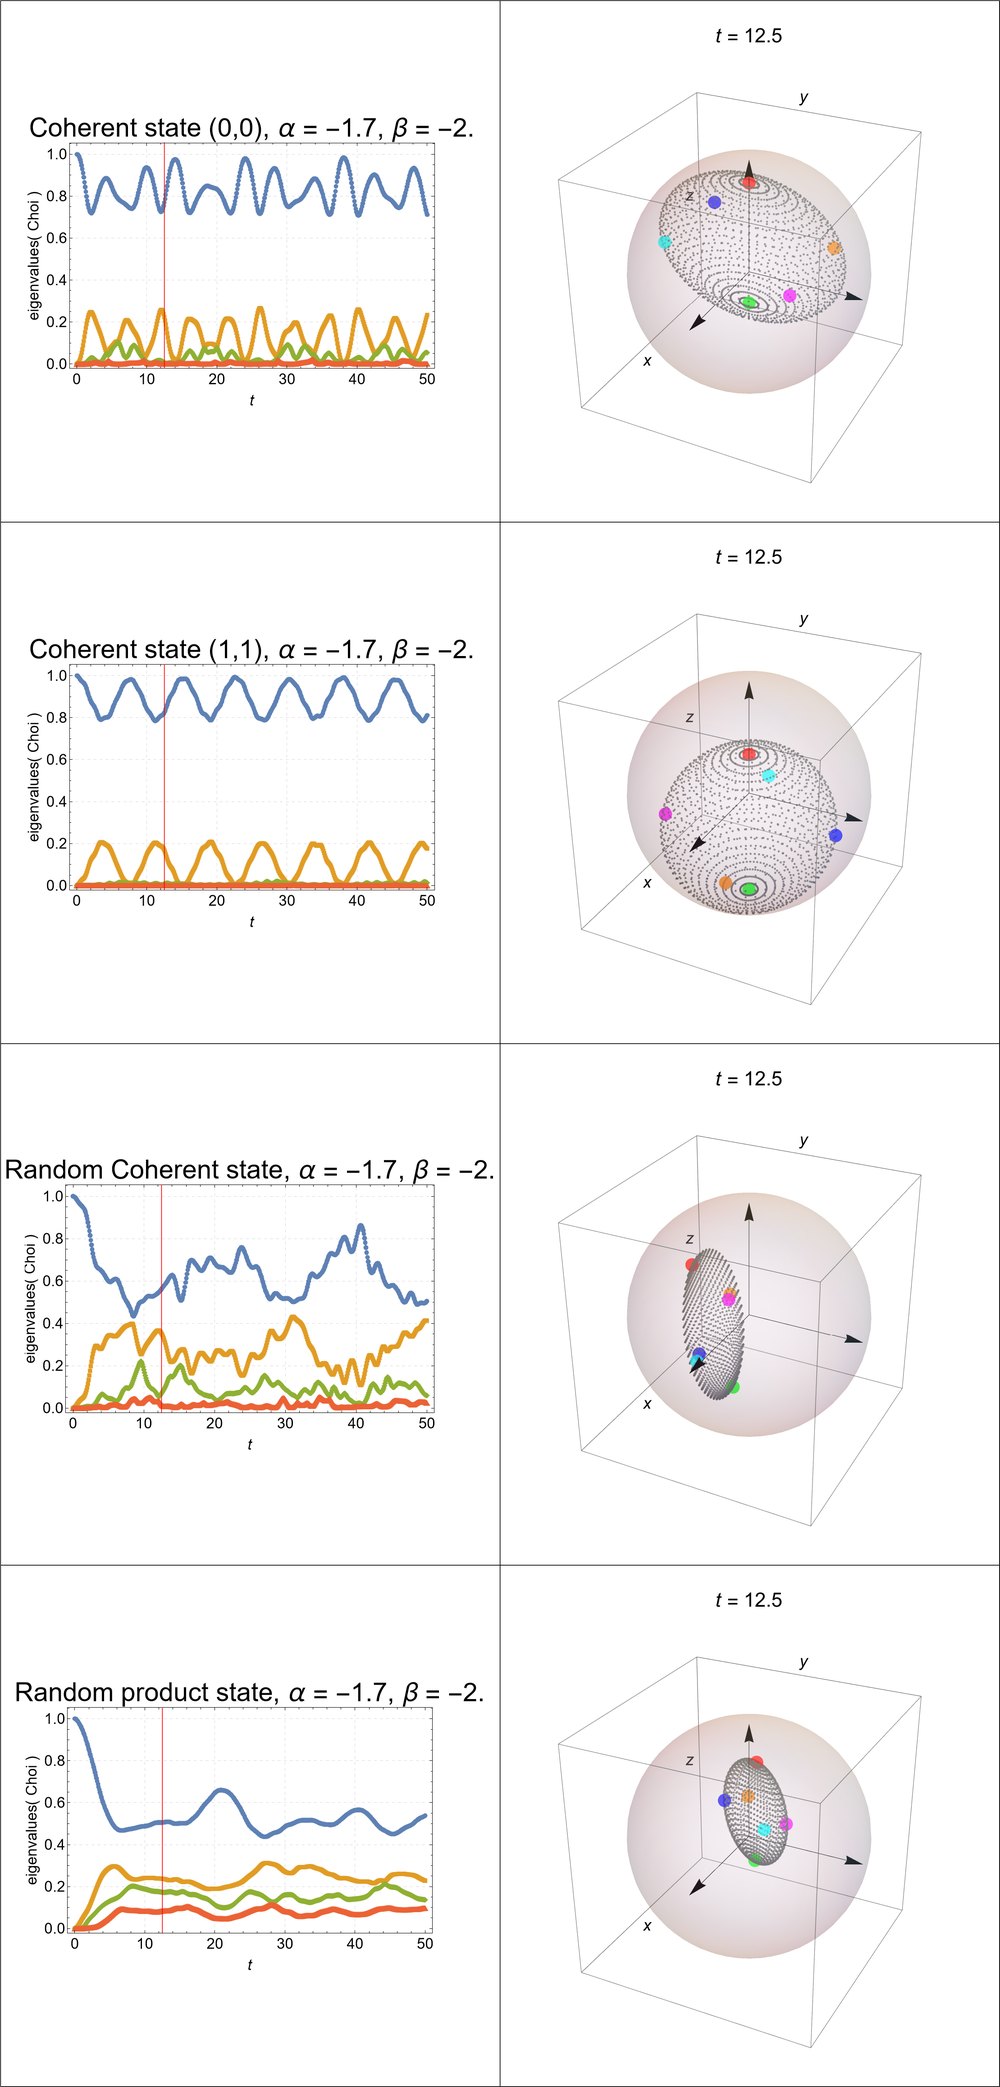 t = 12.5
Coherent state (0,0), α = −1.7, β = −2.
eigenvalues( Choi )
1.0
0.8
0.6
0.4
0.2
0.0
0 10 20 30 40 50
t
y
z
x
t = 12.5
Coherent state (1,1), α = −1.7, β = −2.
eigenvalues( Choi )
1.0
0.8
0.6
0.4
0.2
0.0
0 10 20 30 40 50
t
y
z
x
t = 12.5
Random Coherent state, α = −1.7, β = −2.
eigenvalues( Choi )
1.0
0.8
0.6
0.4
0.2
0.0
0 10 20 30 40 50
t
y
z
x
t = 12.5
Random product state, α = −1.7, β = −2.
eigenvalues( Choi )
1.0
0.8
0.6
0.4
0.2
0.0
0 10 20 30 40 50
t
y
z
x